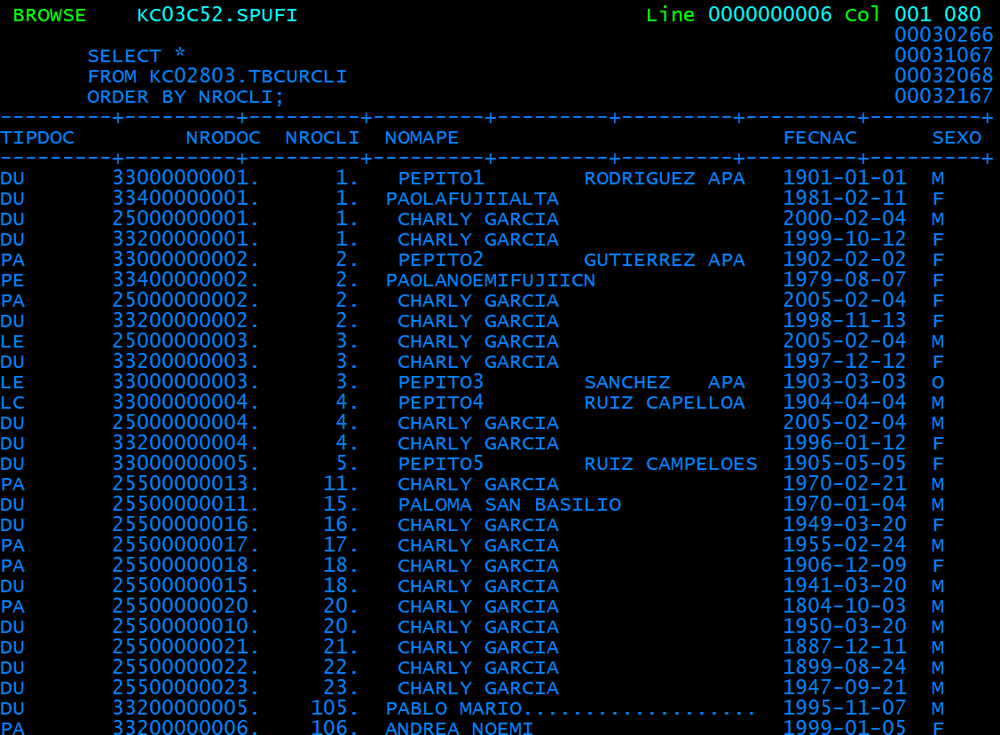 BROWSE    KC03C52.SPUFI                            Line 0000000006 Col 001 080
                                                                        00030266
       SELECT *                                                         00031067
       FROM KC02803.TBCURCLI                                            00032068
       ORDER BY NROCLI;                                                 00032167
---------+---------+---------+---------+---------+---------+---------+---------+
TIPDOC         NRODOC  NROCLI  NOMAPE                          FECNAC      SEXO
---------+---------+---------+---------+---------+---------+---------+---------+
DU       33000000001.      1.   PEPITO1        RODRIGUEZ APA   1901-01-01  M
DU       33400000001.      1.  PAOLAFUJIIALTA                  1981-02-11  F
DU       25000000001.      1.   CHARLY GARCIA                  2000-02-04  M
DU       33200000001.      1.   CHARLY GARCIA                  1999-10-12  F
PA       33000000002.      2.   PEPITO2        GUTIERREZ APA   1902-02-02  F
PE       33400000002.      2.  PAOLANOEMIFUJIICN               1979-08-07  F
PA       25000000002.      2.   CHARLY GARCIA                  2005-02-04  F
DU       33200000002.      2.   CHARLY GARCIA                  1998-11-13  F
LE       25000000003.      3.   CHARLY GARCIA                  2005-02-04  M
DU       33200000003.      3.   CHARLY GARCIA                  1997-12-12  F
LE       33000000003.      3.   PEPITO3        SANCHEZ   APA   1903-03-03  O
LC       33000000004.      4.   PEPITO4        RUIZ CAPELLOA   1904-04-04  M
DU       25000000004.      4.   CHARLY GARCIA                  2005-02-04  M
DU       33200000004.      4.   CHARLY GARCIA                  1996-01-12  F
DU       33000000005.      5.   PEPITO5        RUIZ CAMPELOES  1905-05-05  F
PA       25500000013.     11.   CHARLY GARCIA                  1970-02-21  M
DU       25500000011.     15.   PALOMA SAN BASILIO             1970-01-04  M
DU       25500000016.     16.   CHARLY GARCIA                  1949-03-20  F
PA       25500000017.     17.   CHARLY GARCIA                  1955-02-24  M
PA       25500000018.     18.   CHARLY GARCIA                  1906-12-09  F
DU       25500000015.     18.   CHARLY GARCIA                  1941-03-20  M
PA       25500000020.     20.   CHARLY GARCIA                  1804-10-03  M
DU       25500000010.     20.   CHARLY GARCIA                  1950-03-20  M
DU       25500000021.     21.   CHARLY GARCIA                  1887-12-11  M
DU       25500000022.     22.   CHARLY GARCIA                  1899-08-24  M
DU       25500000023.     23.   CHARLY GARCIA                  1947-09-21  M
DU       33200000005.    105.  PABLO MARIO...................  1995-11-07  M
PA       33200000006.    106.  ANDREA NOEMI                    1999-01-05  F